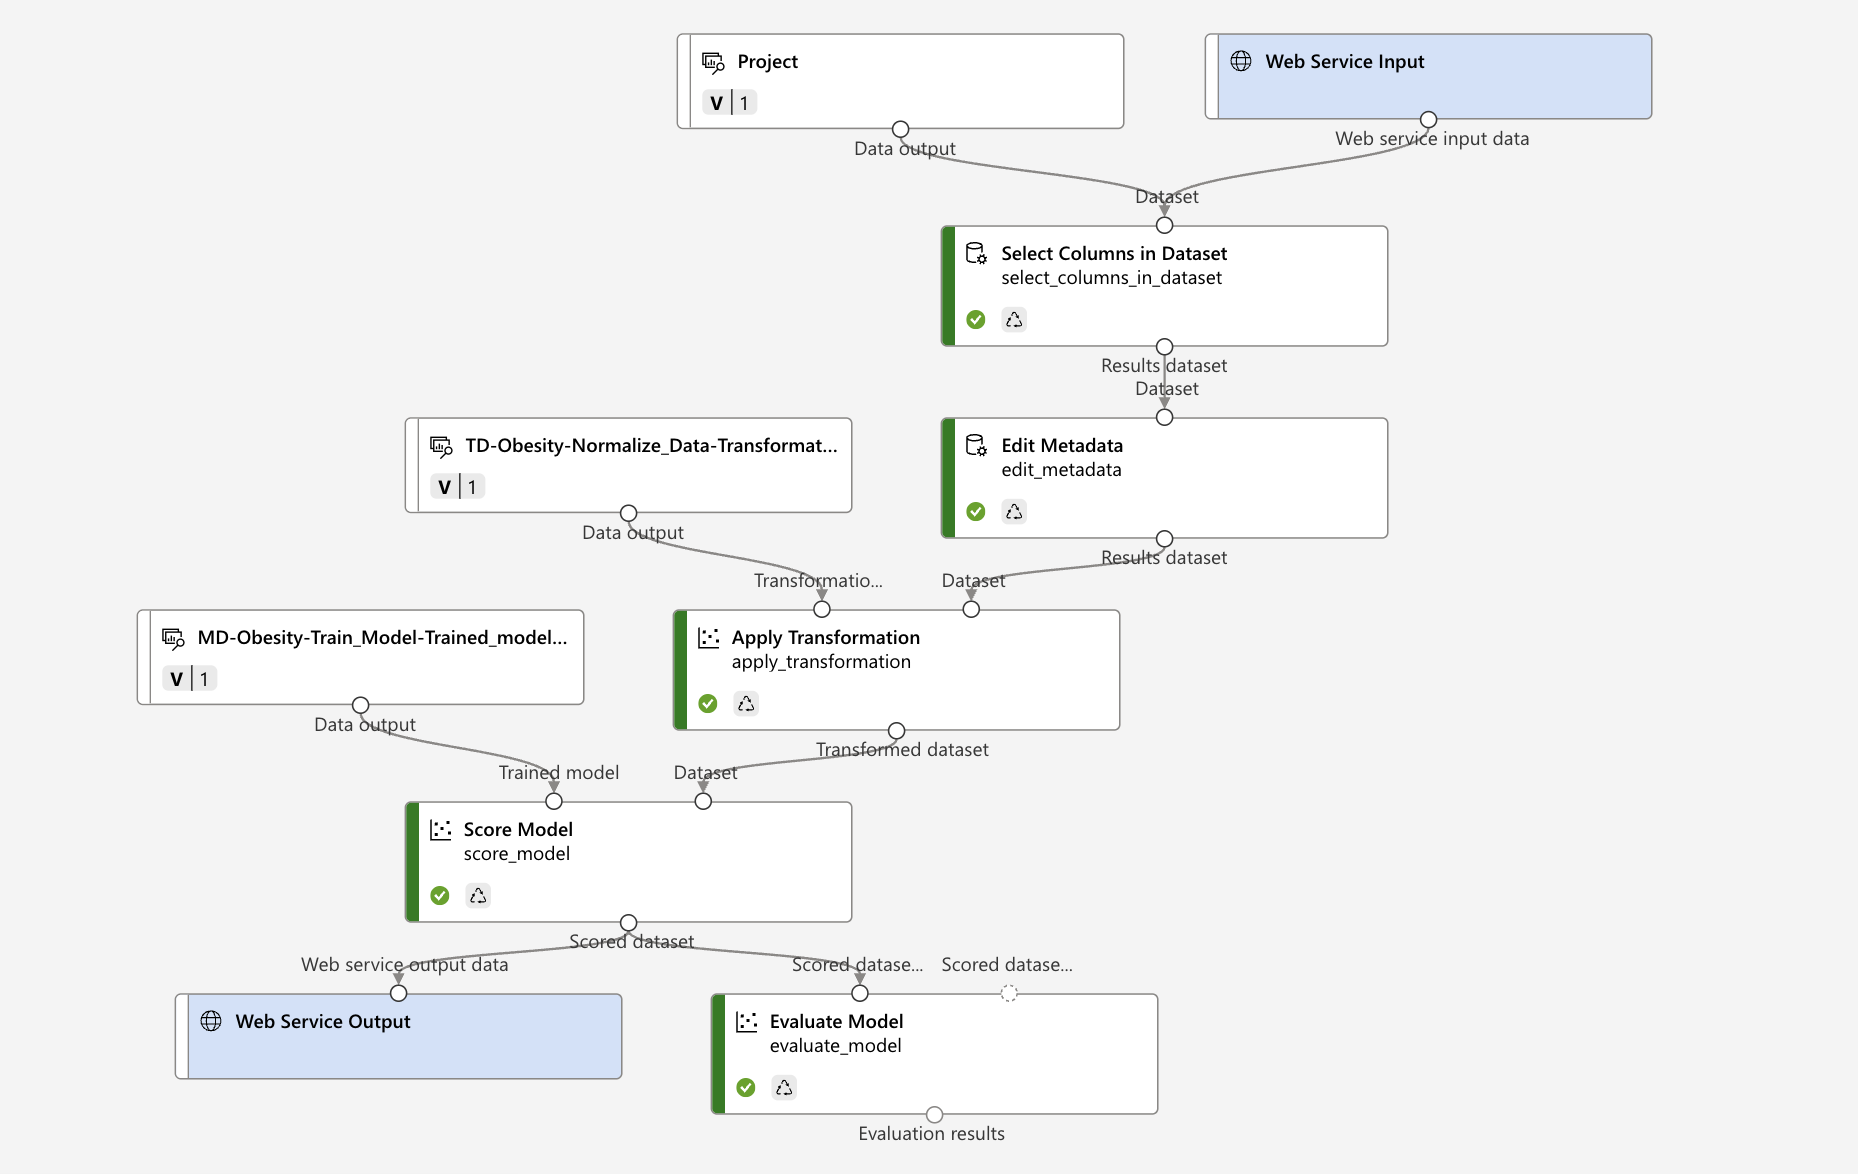 Project
V 1
Web Service Input
Data output
Web service input data
Dataset
Select Columns in Dataset
select_columns_in_dataset
Results dataset
Dataset
TD-Obesity-Normalize_Data-Transformat...
V 1
Edit Metadata
edit_metadata
Data output
Results dataset
Transformatio...
Dataset
MD-Obesity-Train_Model-Trained_model...
V 1
Apply Transformation
apply_transformation
Data output
Transformed dataset
Trained model
Dataset
Score Model
score_model
Scored dataset
Web service output data
Scored datase...
Scored datase...
Web Service Output
Evaluate Model
evaluate_model
Evaluation results